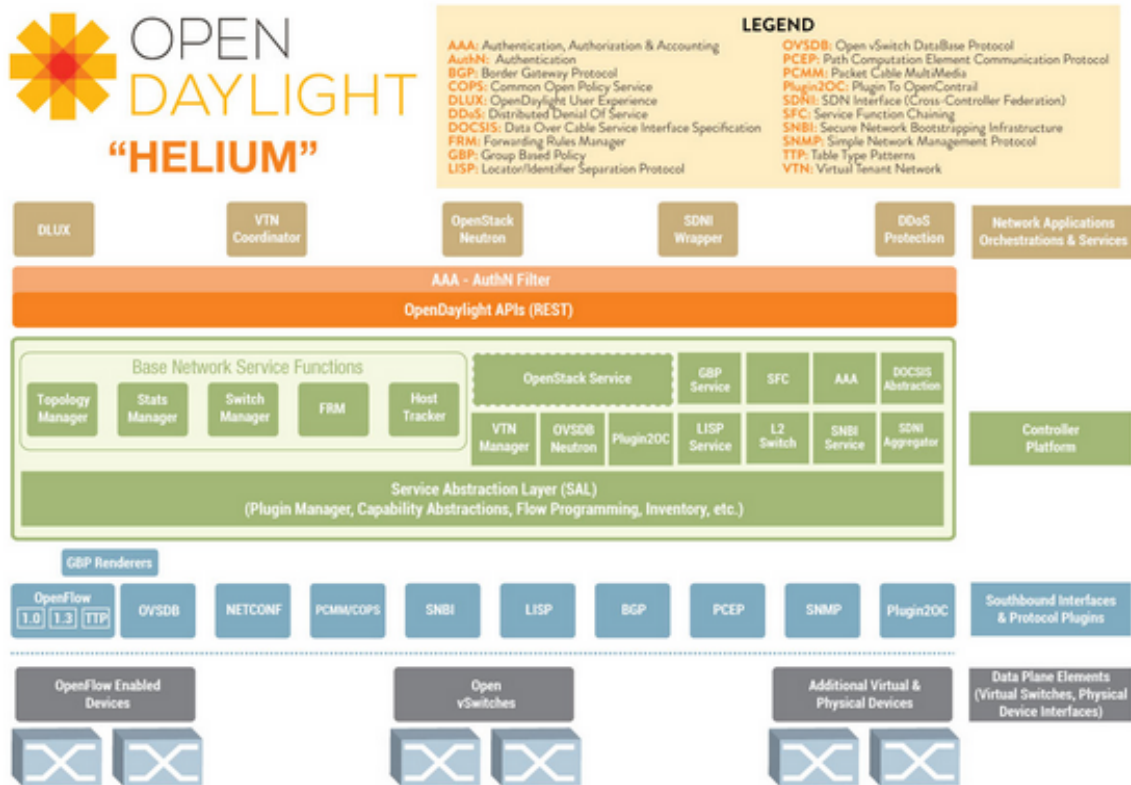 OPEN
DAYLIGHT
"HELIUM"
LEGEND
AAA: Authentication, Authorization & Accounting
AuthN: Authentication
BGP: Border Gateway Protocol
COPS: Common Open Policy Service
DLUX: OpenDaylight User Experience
DDoS: Distributed Denial Of Service
DOCSIS: Data Over Cable Service Interface Specification
FRM: Forwarding Rules Manager
GBP: Group Based Policy
LISP: Locator/Identifier Separation Protocol
OVSDB: Open vSwitch DataBase Protocol
PCEP: Path Computation Element Communication Protocol
PCMM: Packet Cable MultiMedia
Plugin2OC: Plugin To OpenContrail
SDNI: SDN Interface (Cross-Controller Federation)
SFC: Service Function Chaining
SNBI: Secure Network Bootstrapping Infrastructure
SNMP: Simple Network Management Protocol
TTP: Table Type Patterns
VTN: Virtual Tenant Network
DLUX
VTN
Coordinator
OpenStack
Neutron
SDNI
Wrapper
DDoS
Protection
Network Applications
Orchestrations & Services
AAA - AuthN Filter
OpenDaylight APIs (REST)
Base Network Service Functions
Topology
Manager
Stats
Manager
Switch
Manager
FRM
Host
Tracker
OpenStack Service
GBP
Service
SFC
AAA
DOCSIS
Abstraction
VTN
Manager
OVSDB
Neutron
Plugin2OC
LISP
Service
L2
Switch
SNBI
Service
SDNI
Aggregator
Controller
Platform
Service Abstraction Layer (SAL)
(Plugin Manager, Capability Abstractions, Flow Programming, Inventory, etc.)
GBP Renderers
OpenFlow
1.0 1.3 TTP
OVSDB
NETCONF
PCMM/COPS
SNBI
LISP
BGP
PCEP
SNMP
Plugin2OC
Southbound Interfaces
& Protocol Plugins
OpenFlow Enabled
Devices
Open
vSwitches
Additional Virtual &
Physical Devices
Data Plane Elements
(Virtual Switches, Physical
Device Interfaces)